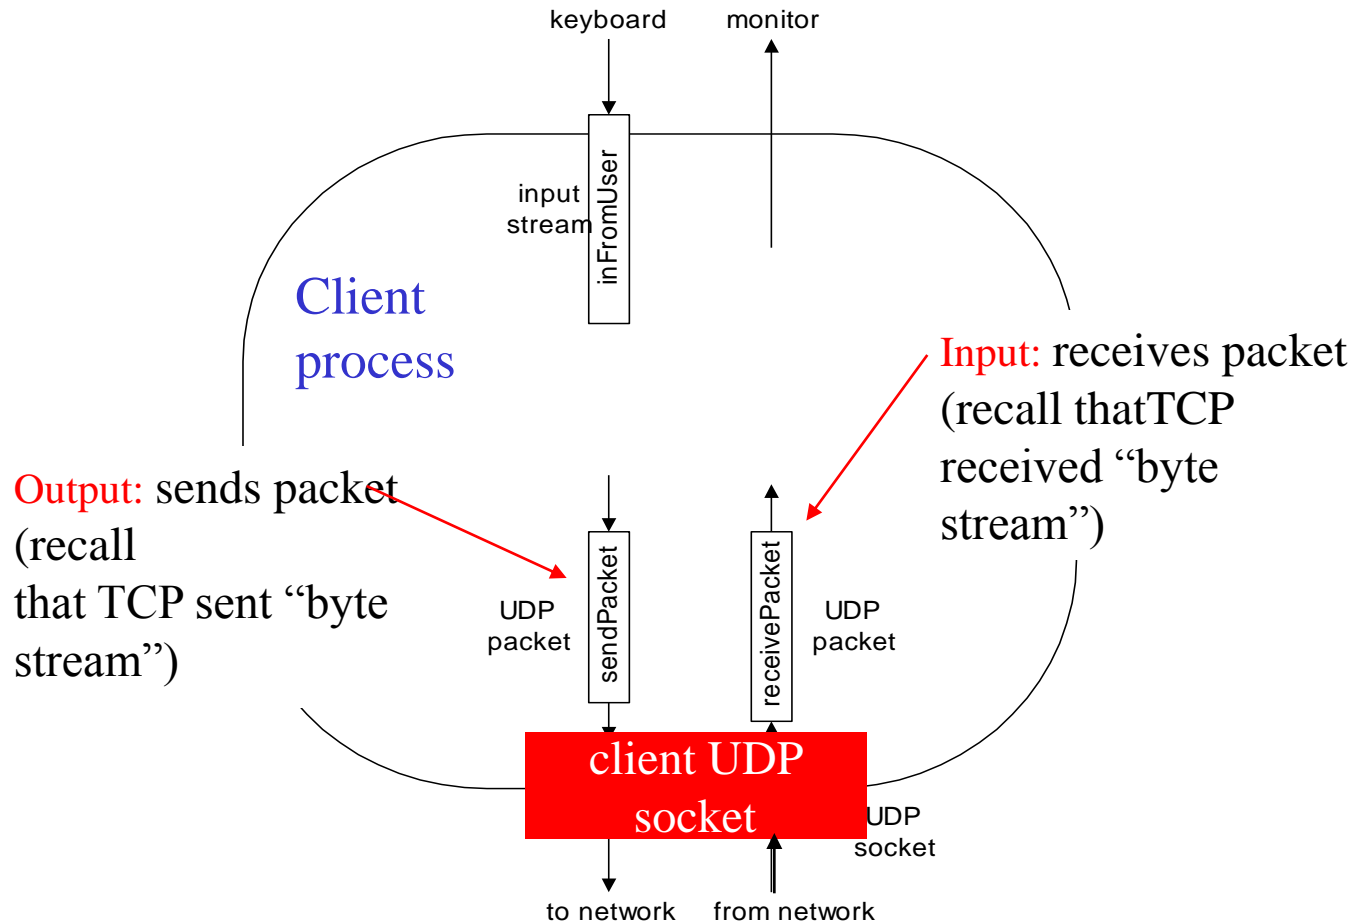 keyboard
monitor
input
stream
inFromUser
Client
process
Input: receives packet
(recall thatTCP
received “byte
stream”)
Output: sends packet
(recall
that TCP sent “byte
stream”)
UDP
packet
sendPacket
receivePacket
UDP
packet
client UDP
socket
UDP
socket
to network
from network